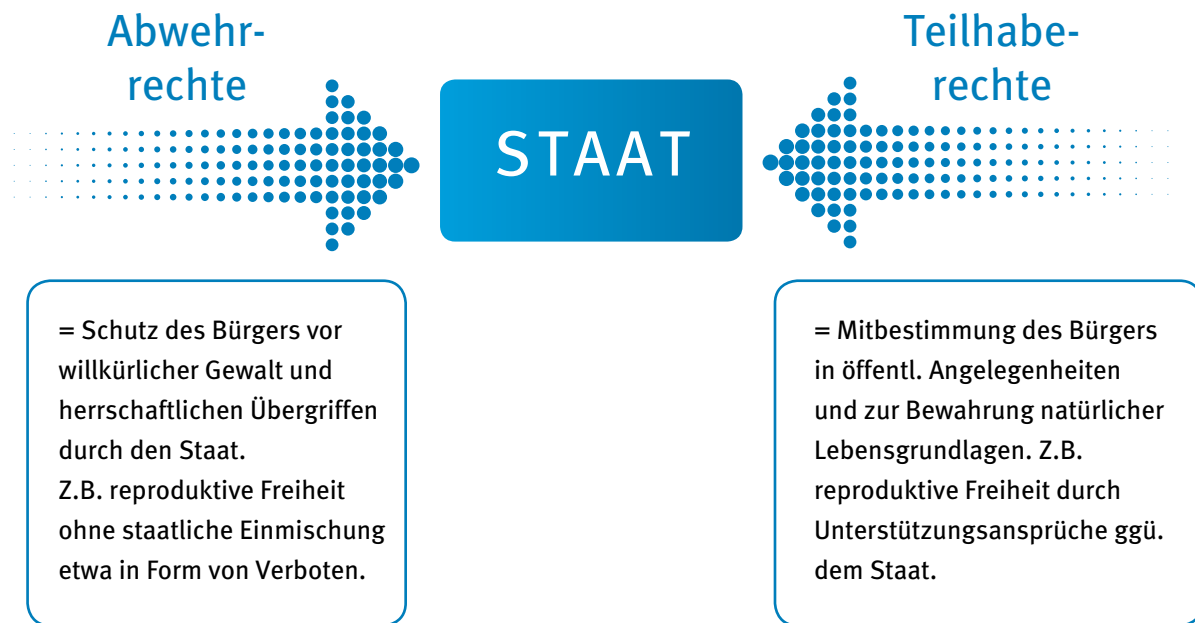 Abwehr-
rechte
STAAT
Teilhabe-
rechte
= Schutz des Bürgers vor
willkürlicher Gewalt und
herrschaftlichen Übergriffen
durch den Staat.
Z.B. reproduktive Freiheit
ohne staatliche Einmischung
etwa in Form von Verboten.
= Mitbestimmung des Bürgers
in öffentl. Angelegenheiten
und zur Bewahrung natürlicher
Lebensgrundlagen. Z.B.
reproduktive Freiheit durch
Unterstützungsansprüche ggü.
dem Staat.